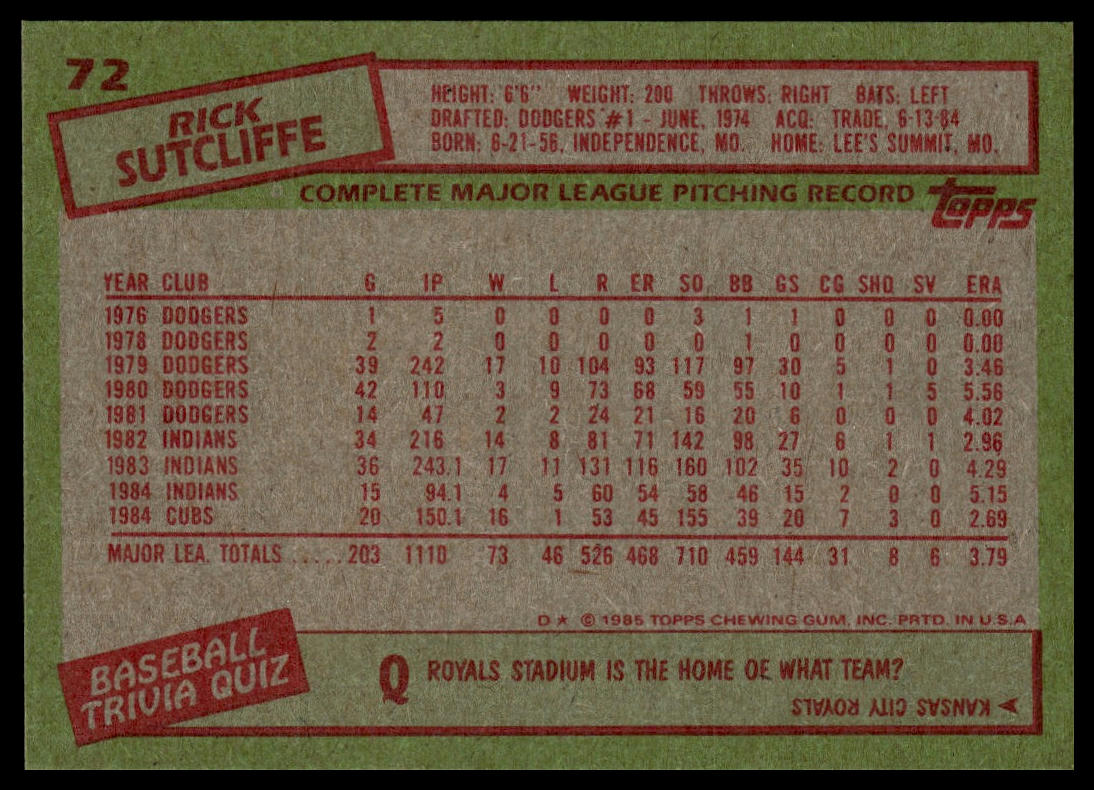 72
RICK
SUTCLIFFE
HEIGHT: 6'6" WEIGHT: 200 THROWS: RIGHT BATS: LEFT
DRAFTED: DODGERS #1 - JUNE, 1974 ACQ: TRADE, 6-13-84
BORN: 6-21-56, INDEPENDENCE, MO. HOME: LEE'S SUMMIT, MO.
COMPLETE MAJOR LEAGUE PITCHING RECORD
TOPPS
YEAR CLUB G IP W L R ER SO BB GS CG SHO SV ERA
1976 DODGERS 1 5 0 0 0 0 3 1 1 0 0 0 0.00
1978 DODGERS 2 2 0 0 0 0 0 1 0 0 0 0 0.00
1979 DODGERS 39 242 17 10 104 93 117 97 30 5 1 0 3.46
1980 DODGERS 42 110 3 9 73 68 59 55 10 1 1 5 5.56
1981 DODGERS 14 47 2 2 24 21 16 20 6 0 0 0 4.02
1982 INDIANS 34 216 14 8 81 71 142 98 27 6 1 1 2.96
1983 INDIANS 36 243.1 17 11 131 116 160 102 35 10 2 0 4.29
1984 INDIANS 15 94.1 4 5 60 54 58 46 15 2 0 0 5.15
1984 CUBS 20 150.1 16 1 53 45 155 39 20 7 3 0 2.69
MAJOR LEA. TOTALS .....203 1110 73 46 526 468 710 459 144 31 8 6 3.79
D★ © 1985 TOPPS CHEWING GUM, INC. PRTD. IN U.S.A
BASEBALL
TRIVIA QUIZ
Q ROYALS STADIUM IS THE HOME OF WHAT TEAM?
A KANSAS CITY ROYALS